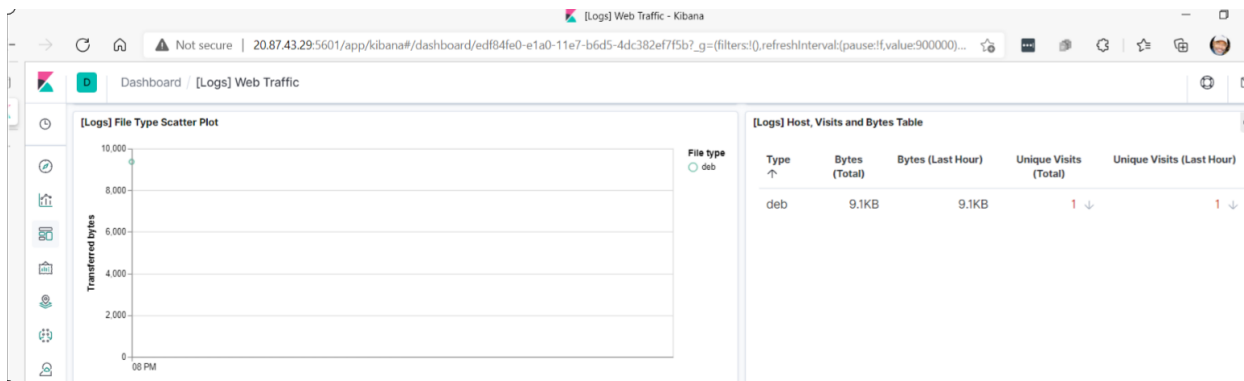 [Logs] Web Traffic - Kibana
Not secure | 20.87.43.29:5601/app/kibana#/dashboard/edf84fe0-e1a0-11e7-b6d5-4dc382ef7f5b?_g=(filters:!(),refreshInterval:(pause:!f,value:900000)...
D Dashboard / [Logs] Web Traffic
[Logs] File Type Scatter Plot
10,000
8,000
6,000
4,000
2,000
0
Transferred bytes
08 PM
File type
deb
[Logs] Host, Visits and Bytes Table
Type Bytes (Total) Bytes (Last Hour) Unique Visits (Total) Unique Visits (Last Hour)
deb 9.1KB 9.1KB 1 1